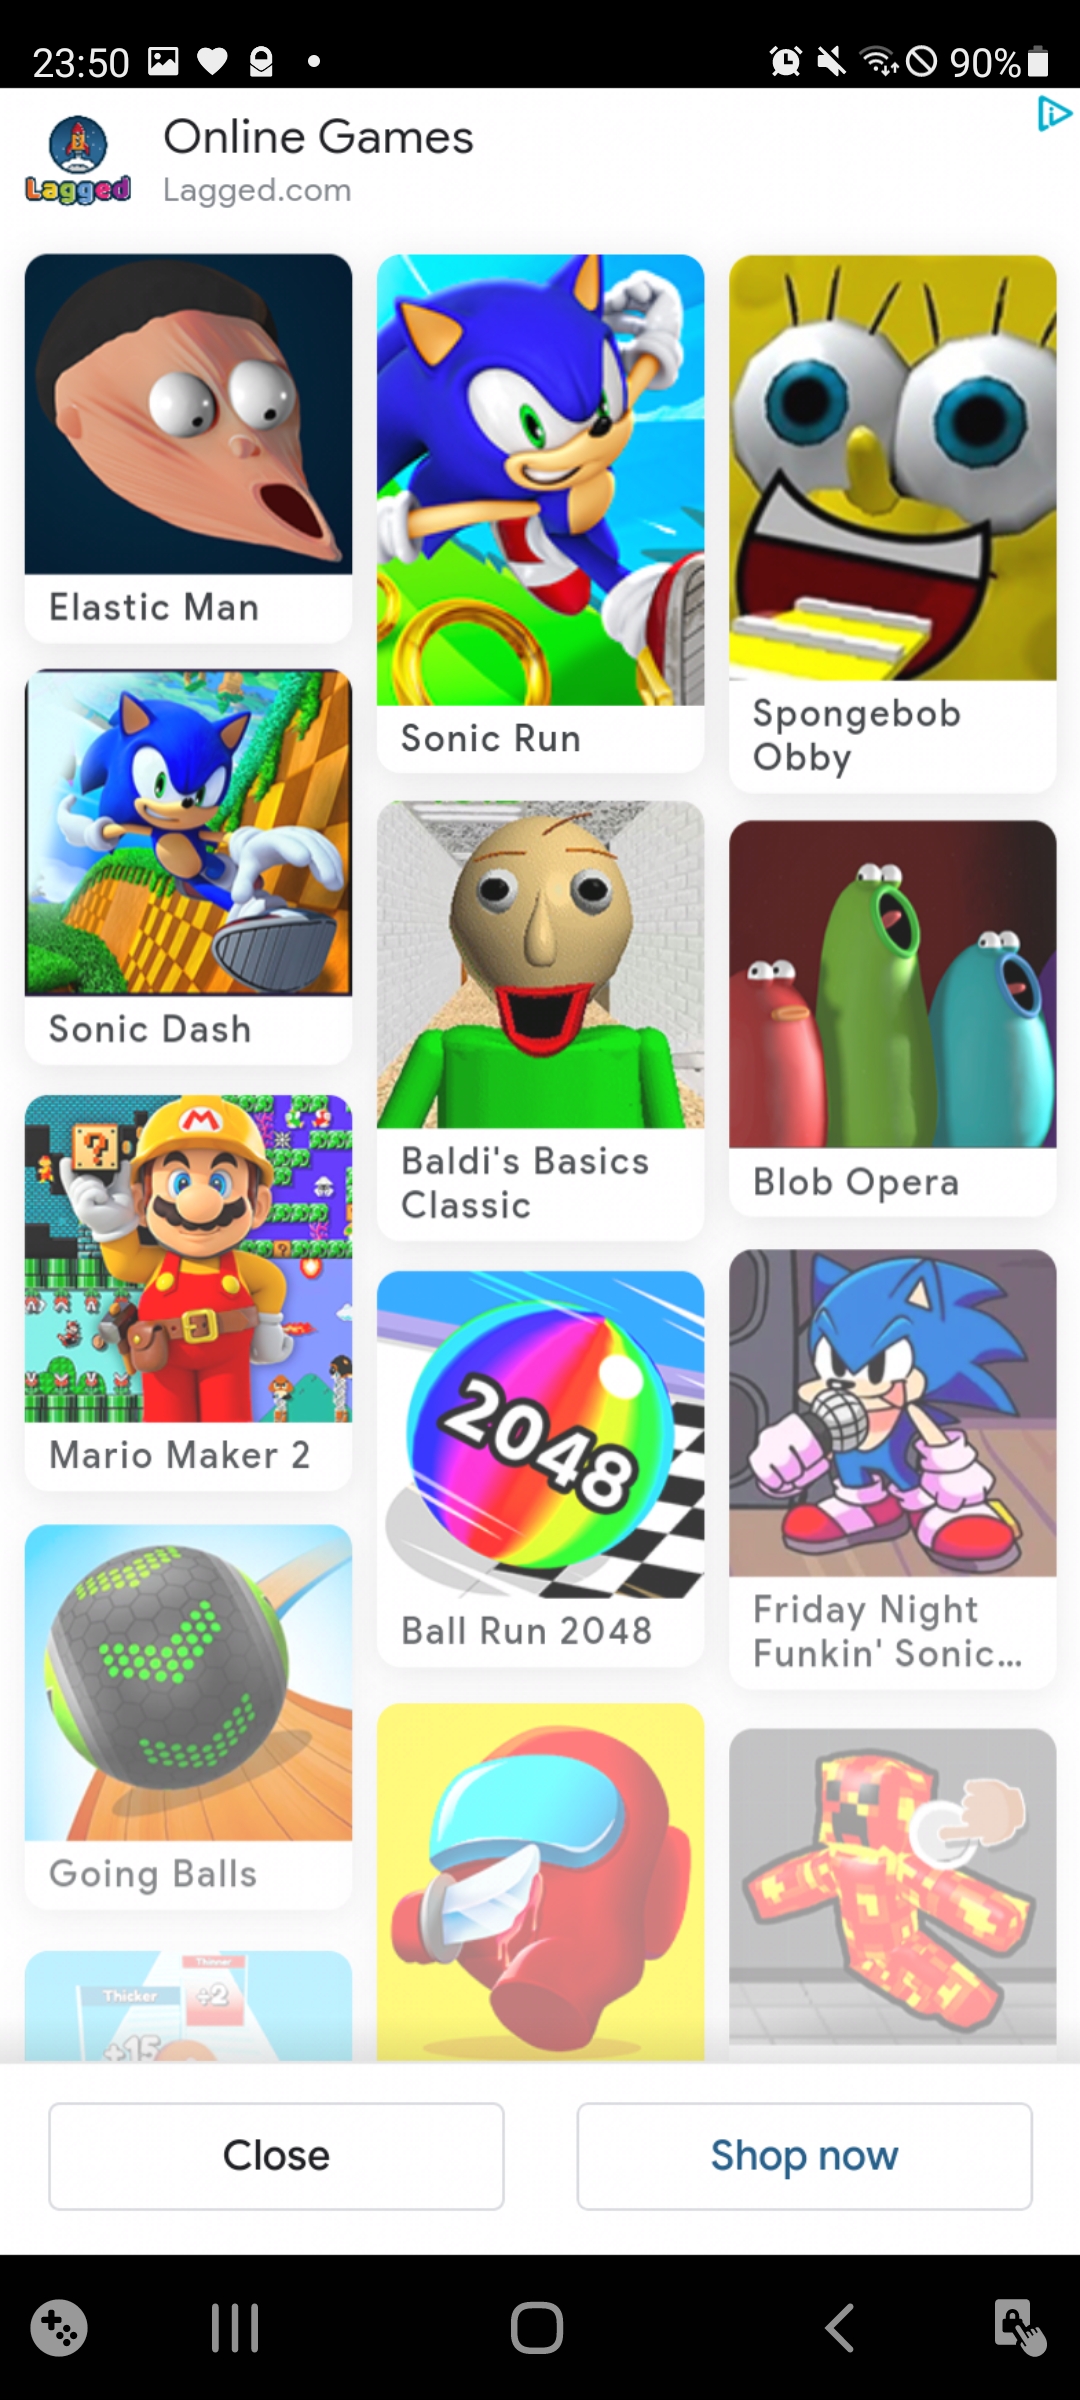 23:50
90%
Lagged
Online Games
Lagged.com
Elastic Man
Sonic Run
Spongebob
Obby
Sonic Dash
Baldi's Basics
Classic
Blob Opera
M
?
Mario Maker 2
2048
Ball Run 2048
Friday Night
Funkin' Sonic...
Going Balls
Thinner
÷2
Thicker
+15
Close
Shop now